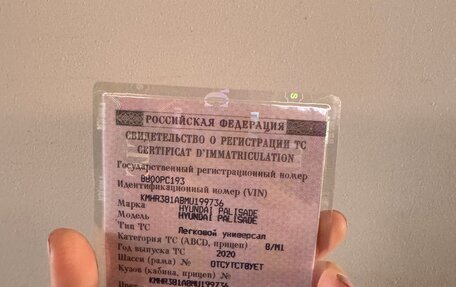 РОССИЙСКАЯ ФЕДЕРАЦИЯ
СВИДЕТЕЛЬСТВО О РЕГИСТРАЦИИ ТС
CERTIFICAT D'IMMATRICULATION
Государственный регистрационный номер
Идентификационный номер (VIN)
KMHR381ABMU199736
Марка HYUNDAI PALISADE
Модель HYUNDAI PALISADE
Тип ТС Легковой универсал
Категория ТС (ABCD, прицеп) B/M1
Год выпуска ТС 2020
Шасси (рама) № ОТСУТСТВУЕТ
Кузов (кабина, прицеп) №
KMHR381ABMU199736